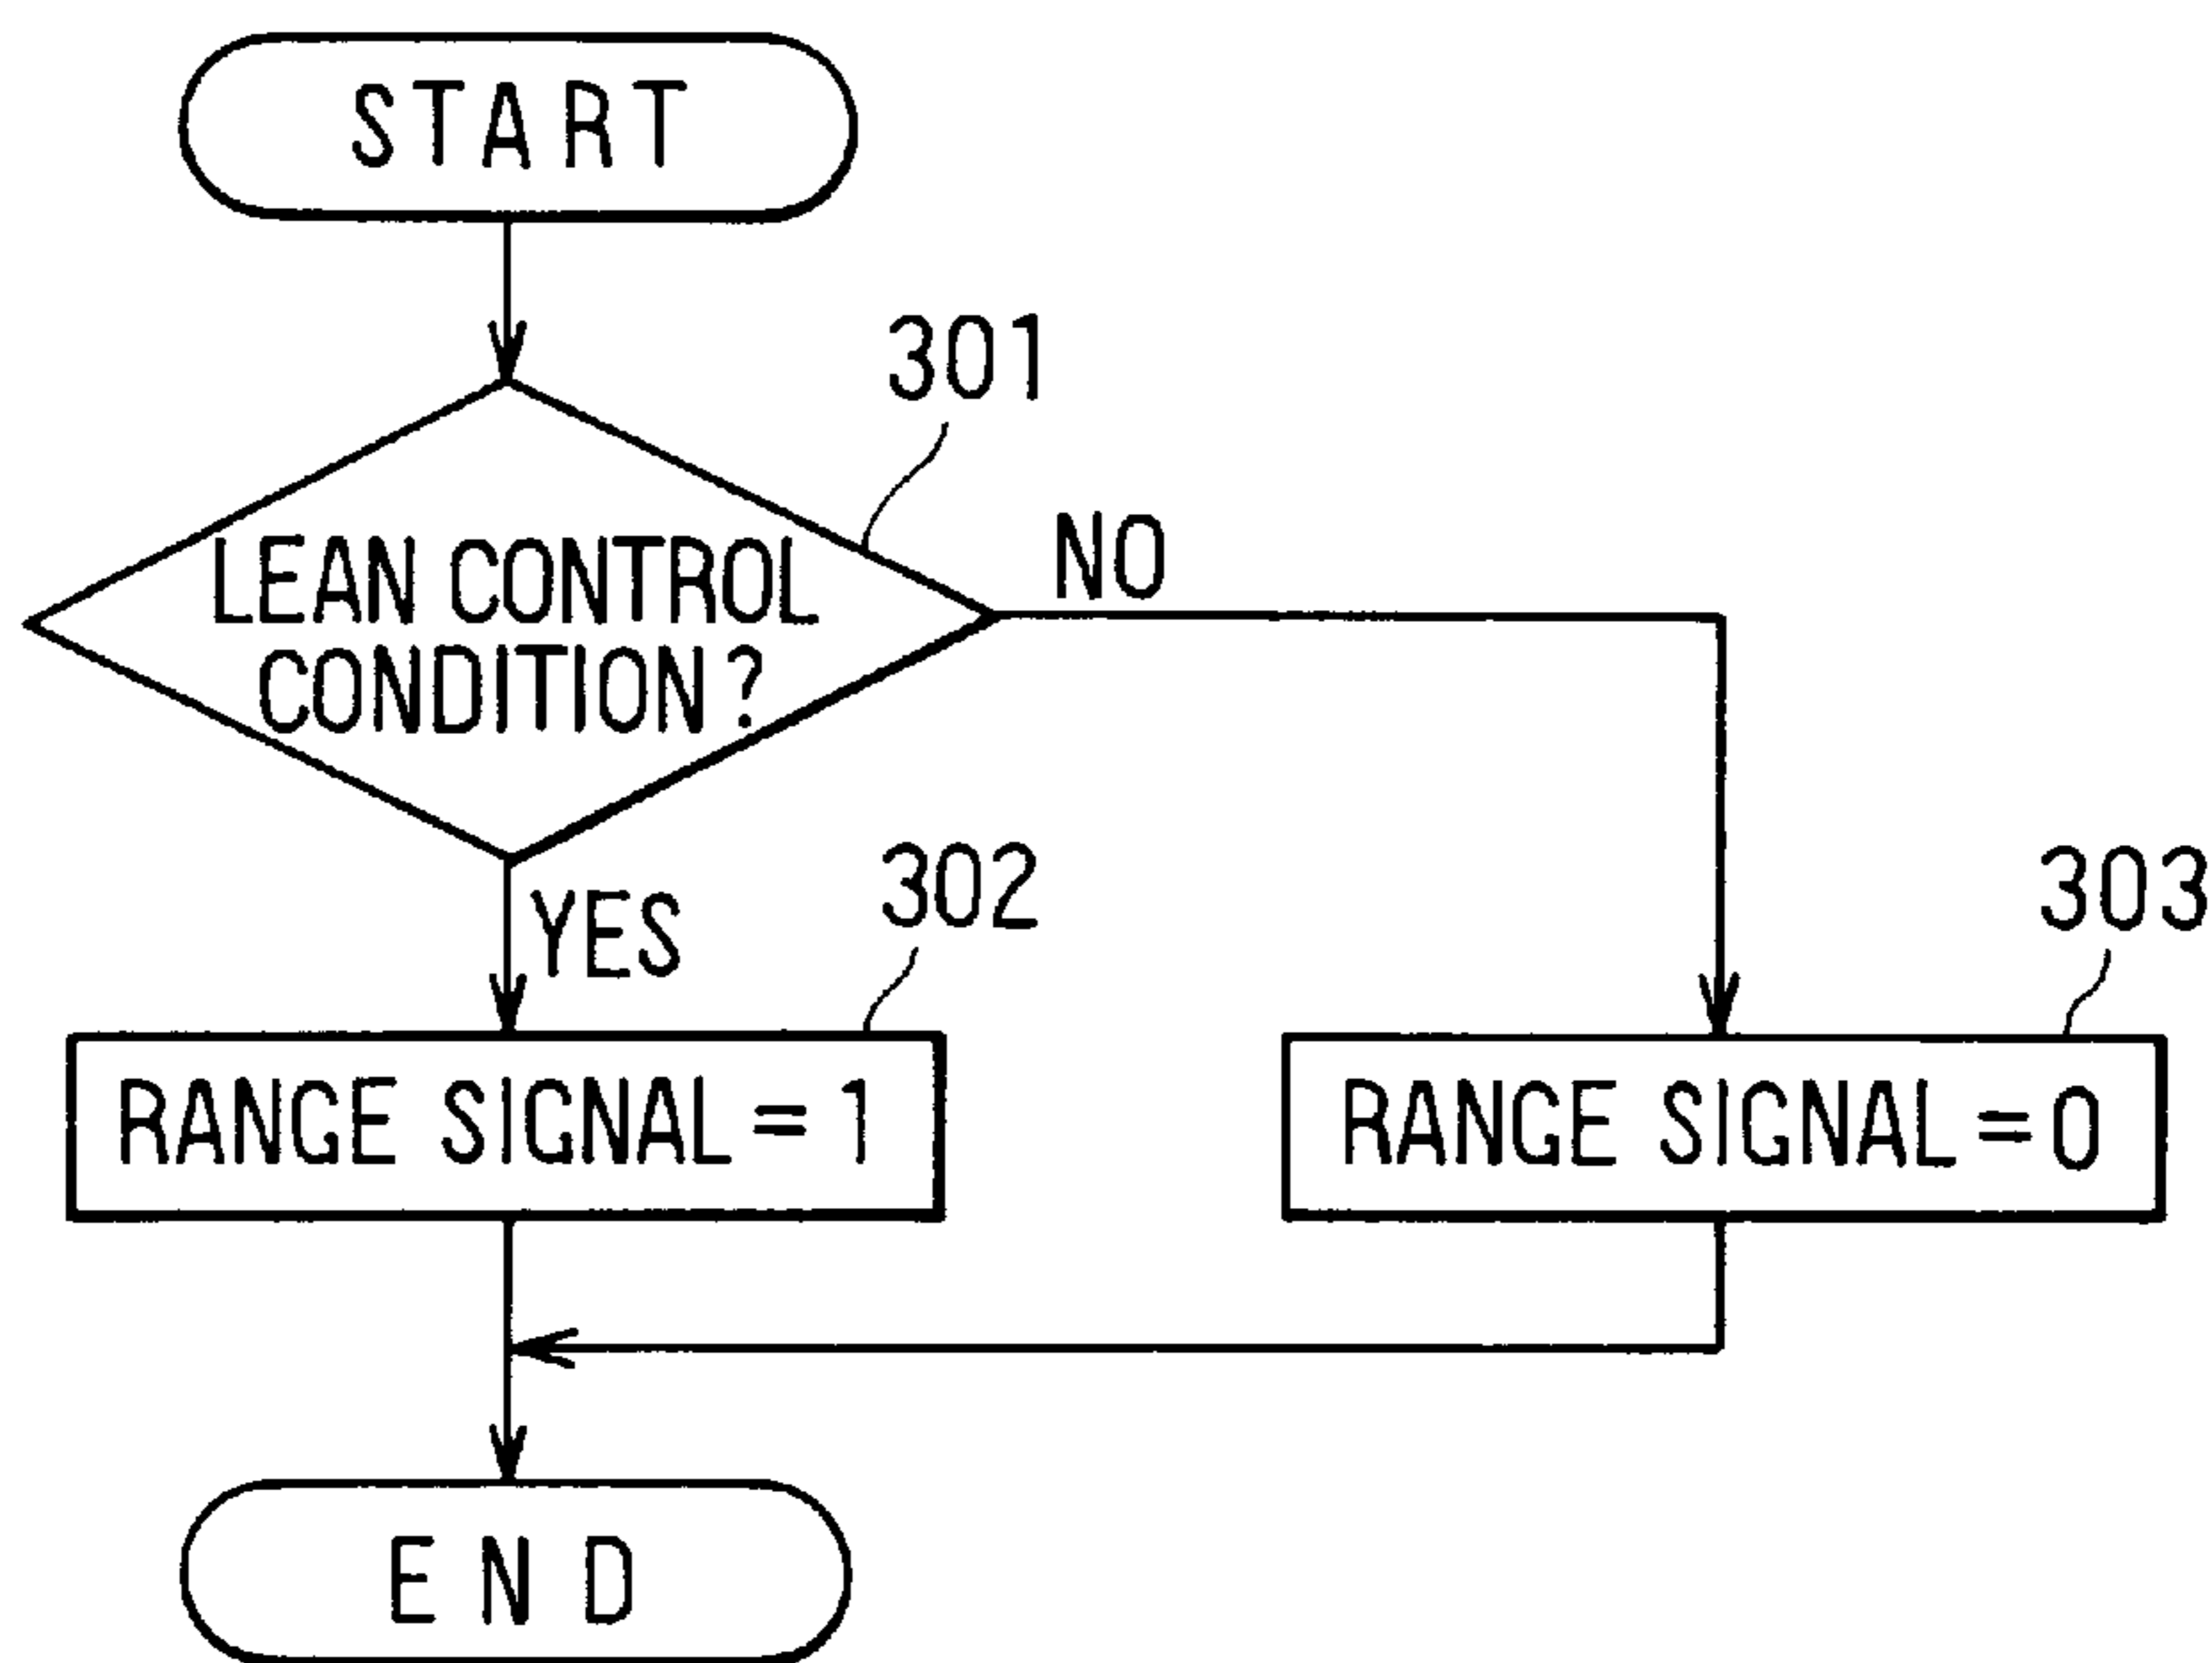 START
301
LEAN CONTROL
CONDITION?
NO
YES
302
303
RANGE SIGNAL=1
RANGE SIGNAL=0
END